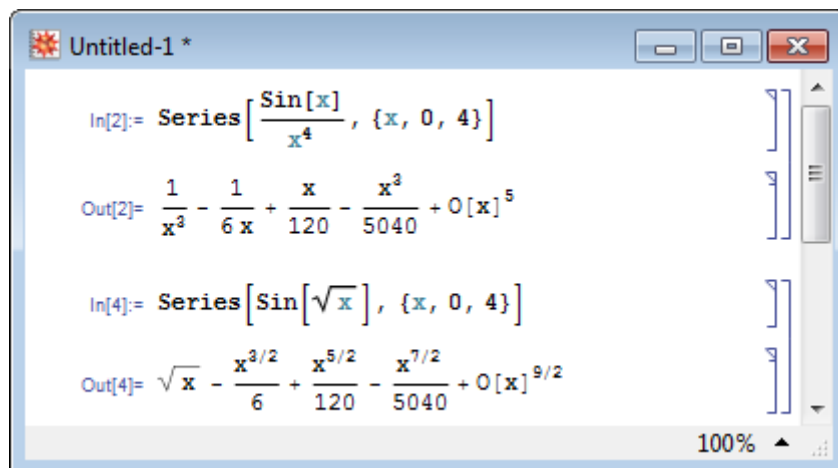 Untitled-1 *
In[2]:= Series[Sin[x]/x^4, {x, 0, 4}]
Out[2]= 1/x^3 - 1/(6 x) + x/120 - x^3/5040 + O[x]^5
In[4]:= Series[Sin[√x], {x, 0, 4}]
Out[4]= √x - x^(3/2)/6 + x^(5/2)/120 - x^(7/2)/5040 + O[x]^(9/2)
100%